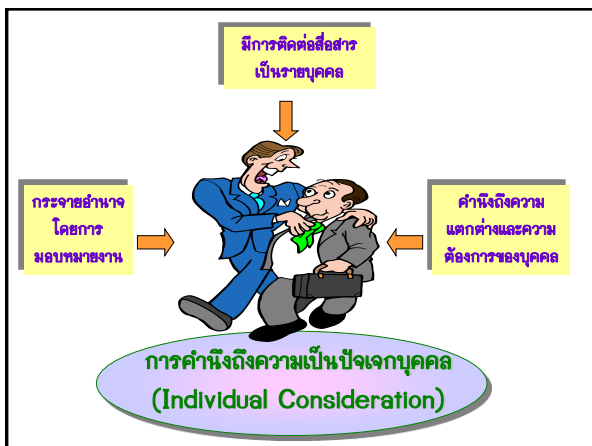 มีการติดต่อสื่อสาร
เป็นรายบุคคล
กระจายอำนาจ
โดยการ
มอบหมายงาน
คำนึงถึงความ
แตกต่างและความ
ต้องการของบุคคล
การคำนึงถึงความเป็นปัจเจกบุคคล
(Individual Consideration)